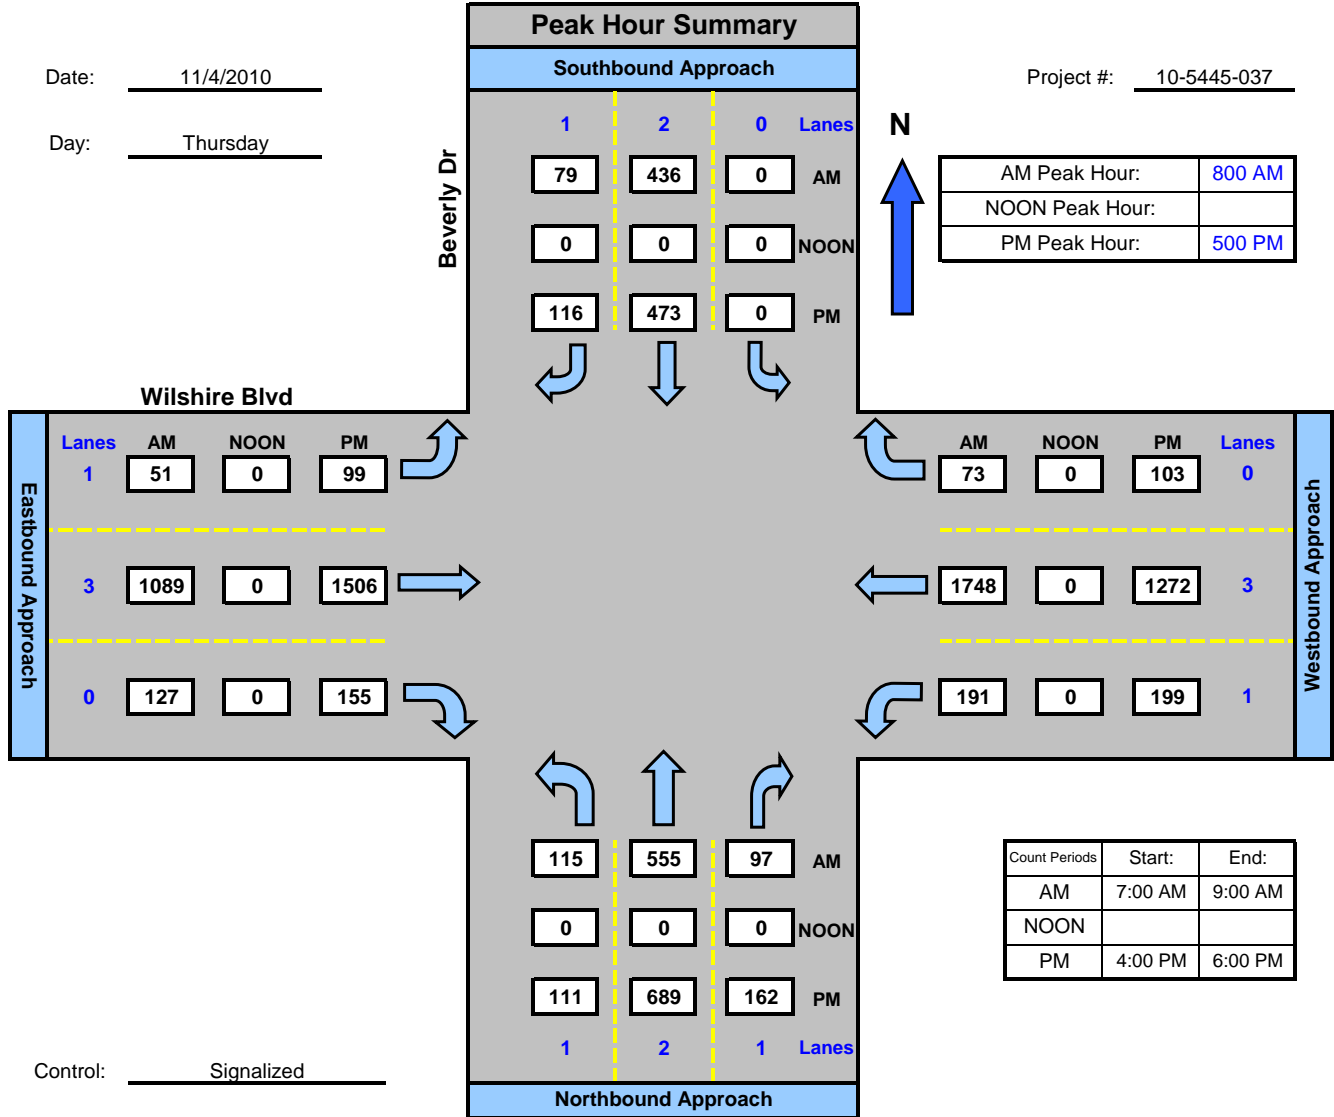 Peak Hour Summary
Southbound Approach
Date: 11/4/2010
Project #: 10-5445-037
Day: Thursday
Beverly Dr
1 2 0 Lanes
79 436 0 AM
0 0 0 NOON
116 473 0 PM
N
AM Peak Hour: 800 AM
NOON Peak Hour:
PM Peak Hour: 500 PM
Wilshire Blvd
Eastbound Approach
Lanes AM NOON PM
1 51 0 99
3 1089 0 1506
0 127 0 155
AM NOON PM Lanes
73 0 103 0
1748 0 1272 3
191 0 199 1
Westbound Approach
115 555 97 AM
0 0 0 NOON
111 689 162 PM
1 2 1 Lanes
Northbound Approach
Count Periods Start: End:
AM 7:00 AM 9:00 AM
NOON
PM 4:00 PM 6:00 PM
Control: Signalized